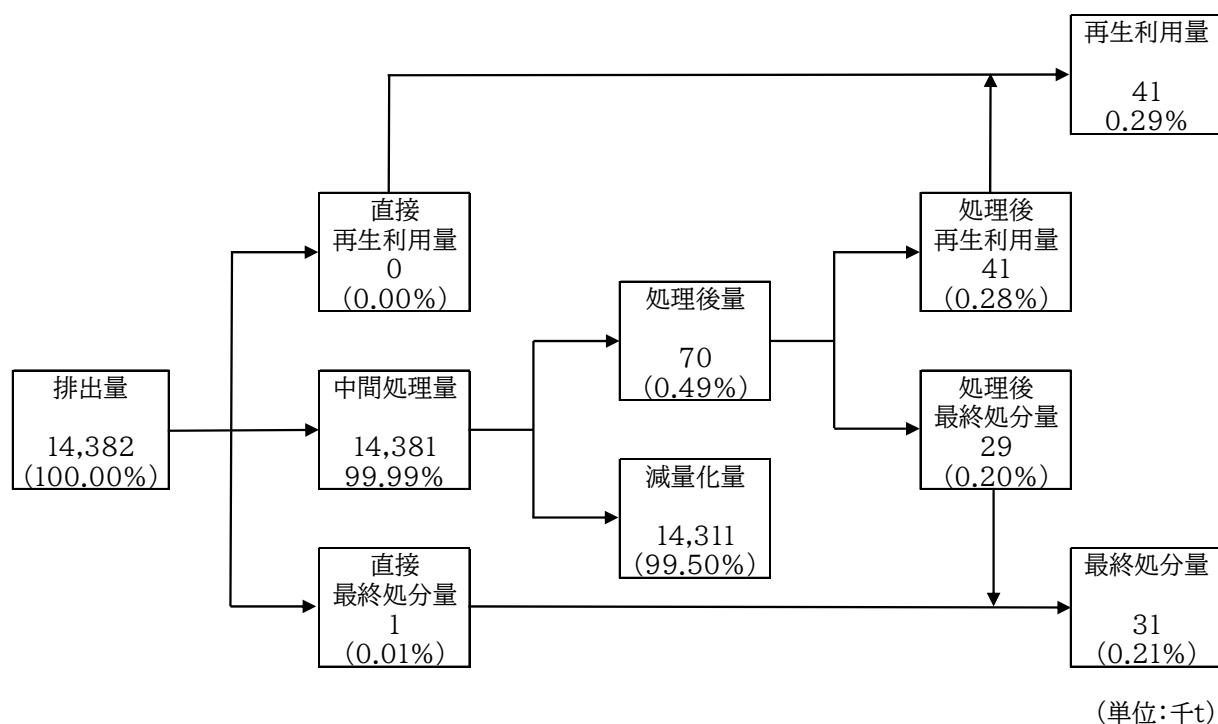 再生利用量
41
0.29%
直接
再生利用量
0
(0.00%)
処理後
再生利用量
41
(0.28%)
処理後量
70
(0.49%)
排出量
14,382
(100.00%)
中間処理量
14,381
99.99%
処理後
最終処分量
29
(0.20%)
減量化量
14,311
(99.50%)
直接
最終処分量
1
(0.01%)
最終処分量
31
(0.21%)
(単位:千t)